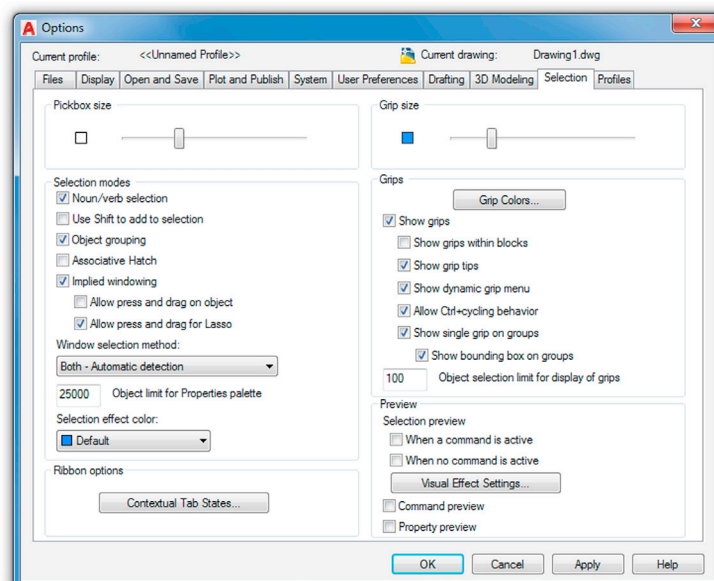 A Options
Current profile: <<Unnamed Profile>> Current drawing: Drawing1.dwg
Files Display Open and Save Plot and Publish System User Preferences Drafting 3D Modeling Selection Profiles
Pickbox size
Grip size
Selection modes
Noun/verb selection
Use Shift to add to selection
Object grouping
Associative Hatch
Implied windowing
Allow press and drag on object
Allow press and drag for Lasso
Window selection method:
Both - Automatic detection
25000 Object limit for Properties palette
Selection effect color:
Default
Ribbon options
Contextual Tab States...
Grips
Grip Colors...
Show grips
Show grips within blocks
Show grip tips
Show dynamic grip menu
Allow Ctrl+cycling behavior
Show single grip on groups
Show bounding box on groups
100 Object selection limit for display of grips
Preview
Selection preview
When a command is active
When no command is active
Visual Effect Settings...
Command preview
Property preview
OK Cancel Apply Help